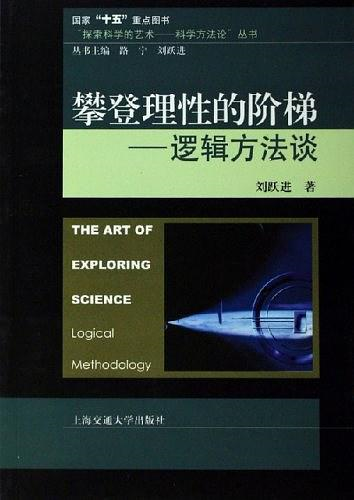 国家“十五”重点图书
“探索科学的艺术——科学方法论”丛书
丛书主编 路宁 刘跃进
攀登理性的阶梯
—逻辑方法谈
刘跃进 著
THE ART OF
EXPLORING
SCIENCE
Logical
Methodology
上海交通大学出版社